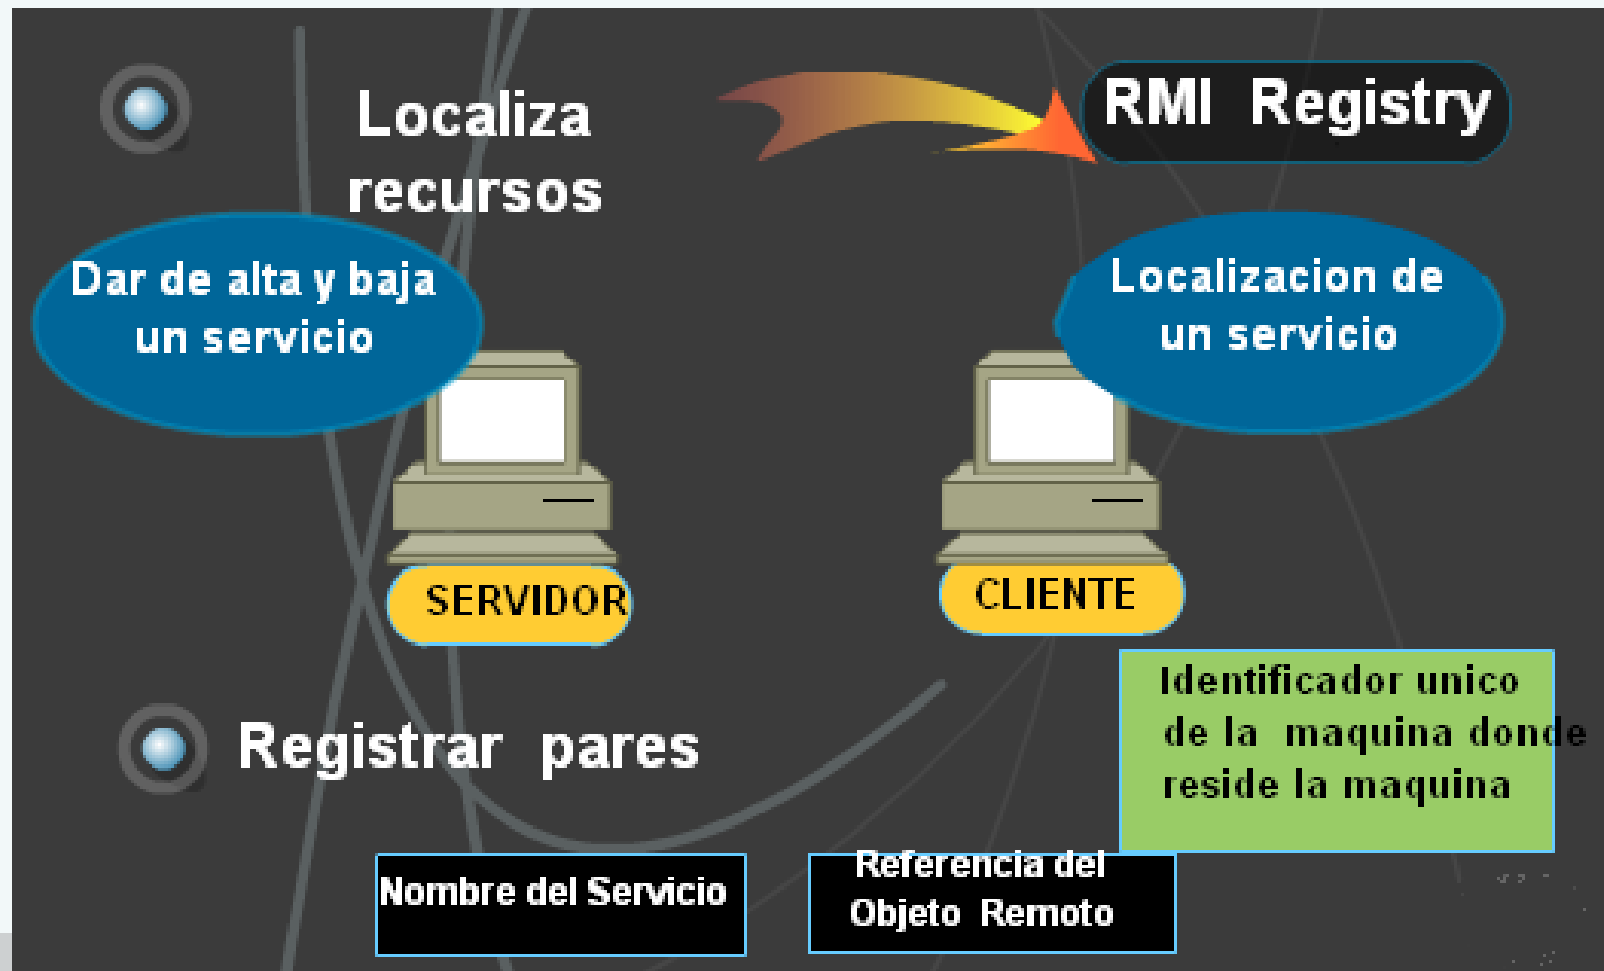 Localiza
recursos
RMI Registry
Dar de alta y baja
un servicio
Localizacion de
un servicio
SERVIDOR
CLIENTE
Identificador unico
de la maquina donde
reside la maquina
Registrar pares
Nombre del Servicio
Referencia del
Objeto Remoto